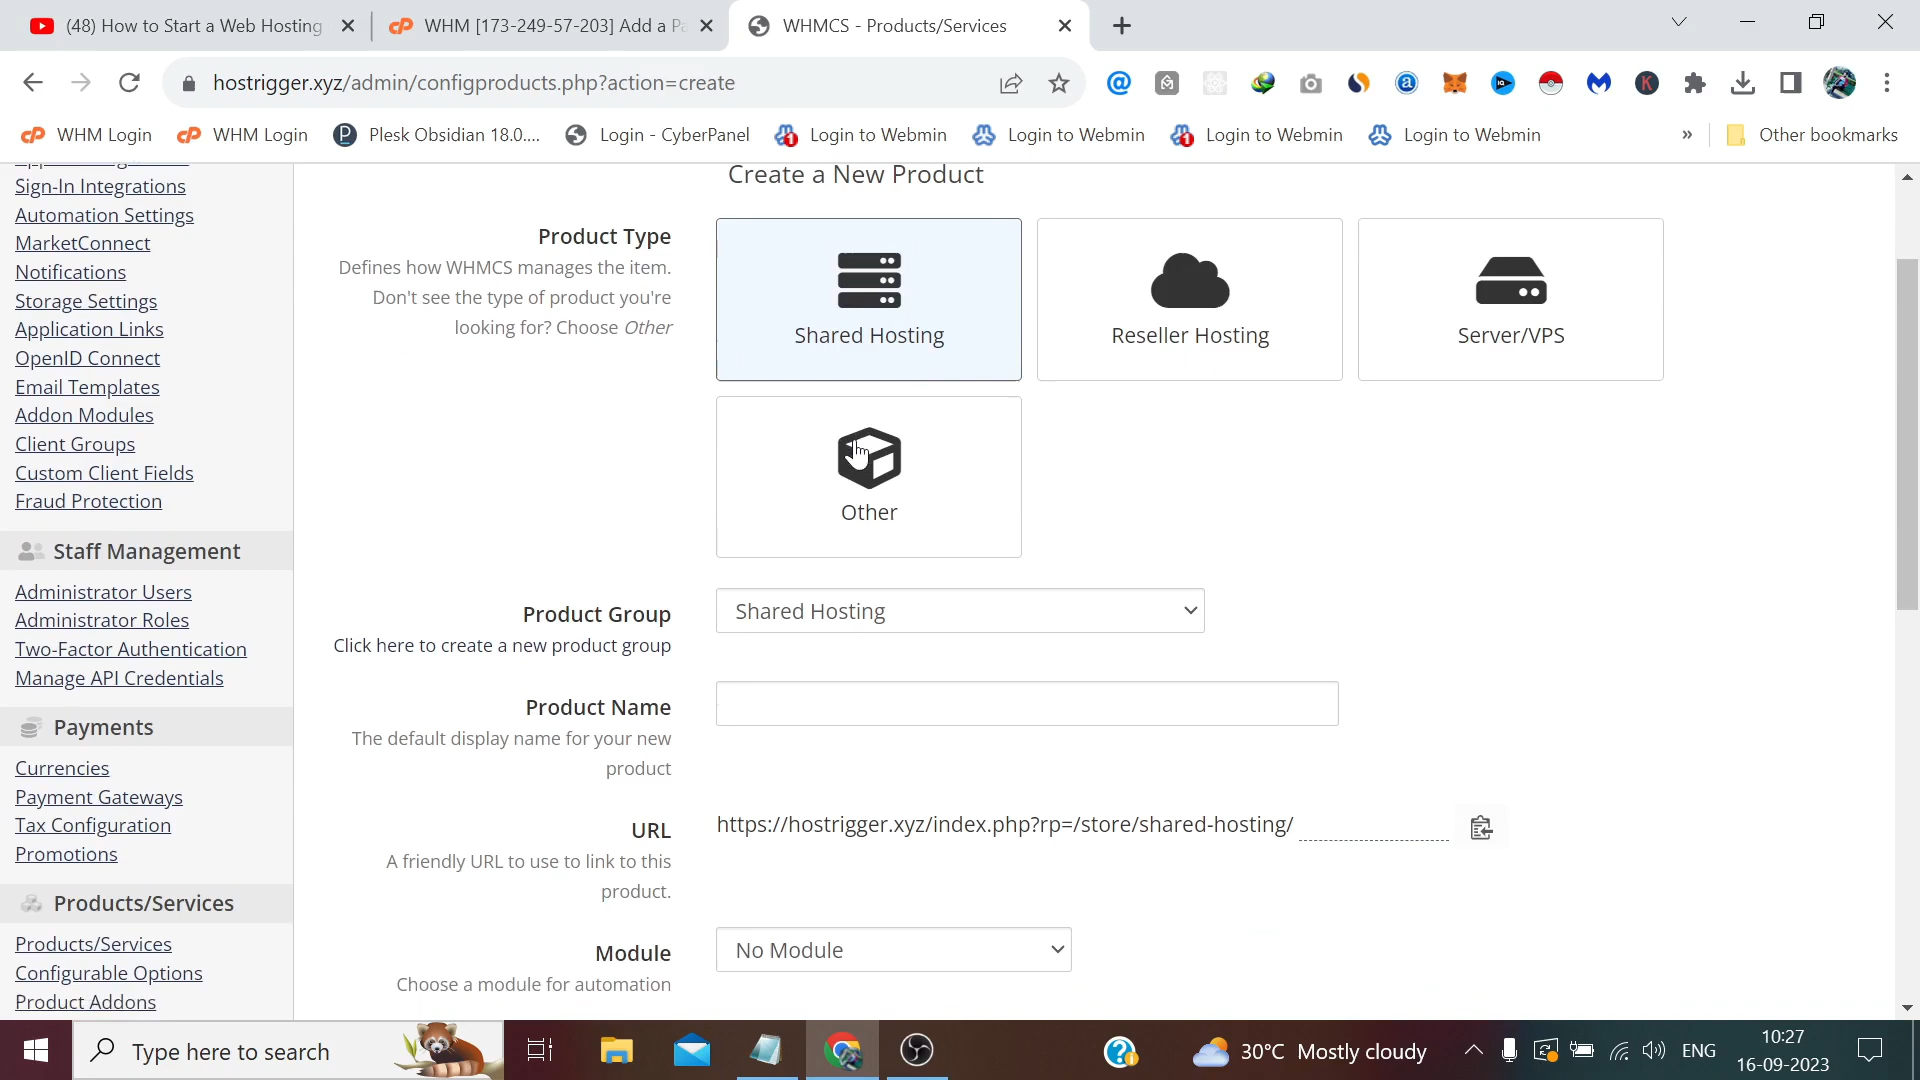 (48) How to Start a Web Hosting
WHM [173-249-57-203] Add a Pa
WHMCS - Products/Services
hostrigger.xyz/admin/configproducts.php?action=create
WHM Login
WHM Login
Plesk Obsidian 18.0....
Login - CyberPanel
Login to Webmin
Login to Webmin
Login to Webmin
Login to Webmin
»
Other bookmarks
Sign-In Integrations
Automation Settings
MarketConnect
Notifications
Storage Settings
Application Links
OpenID Connect
Email Templates
Addon Modules
Client Groups
Custom Client Fields
Fraud Protection
Staff Management
Administrator Users
Administrator Roles
Two-Factor Authentication
Manage API Credentials
Payments
Currencies
Payment Gateways
Tax Configuration
Promotions
Products/Services
Products/Services
Configurable Options
Product Addons
Create a New Product
Product Type
Defines how WHMCS manages the item.
Don't see the type of product you're
looking for? Choose Other
Shared Hosting
Reseller Hosting
Server/VPS
Other
Product Group
Click here to create a new product group
Shared Hosting
Product Name
The default display name for your new
product
URL
A friendly URL to use to link to this
product.
https://hostrigger.xyz/index.php?rp=/store/shared-hosting/
Module
Choose a module for automation
No Module
Type here to search
30°C Mostly cloudy
ENG
10:27
16-09-2023